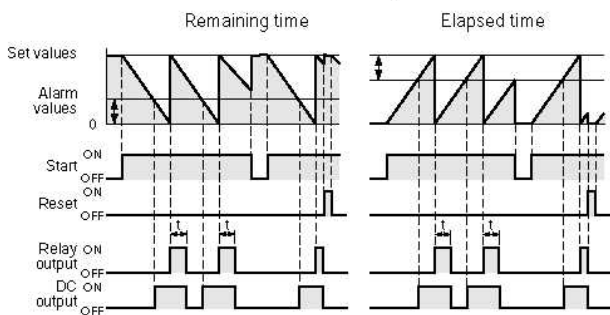 Remaining time Elapsed time
Set values
Alarm
values
0
Start ON
OFF
Reset ON
OFF
t t t t
Relay
output ON
OFF
DC
output ON
OFF